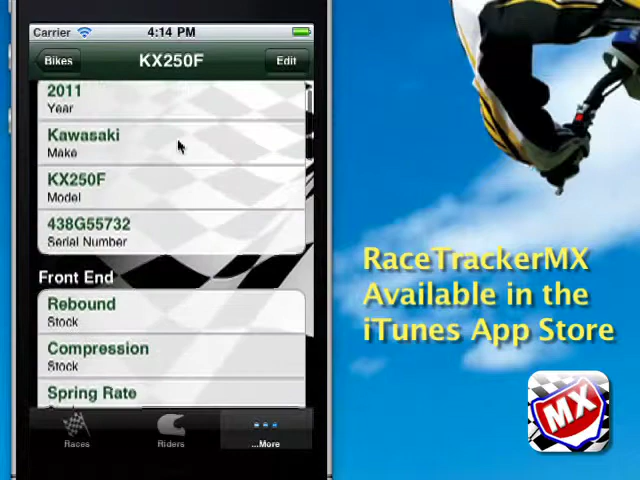 Carrier 4:14 PM
Bikes KX250F Edit
2011
Year
Kawasaki
Make
KX250F
Model
438G55732
Serial Number
Front End
Rebound
Stock
Compression
Stock
Spring Rate
Races Riders ...More
RaceTrackerMX
Available in the
iTunes App Store
MX